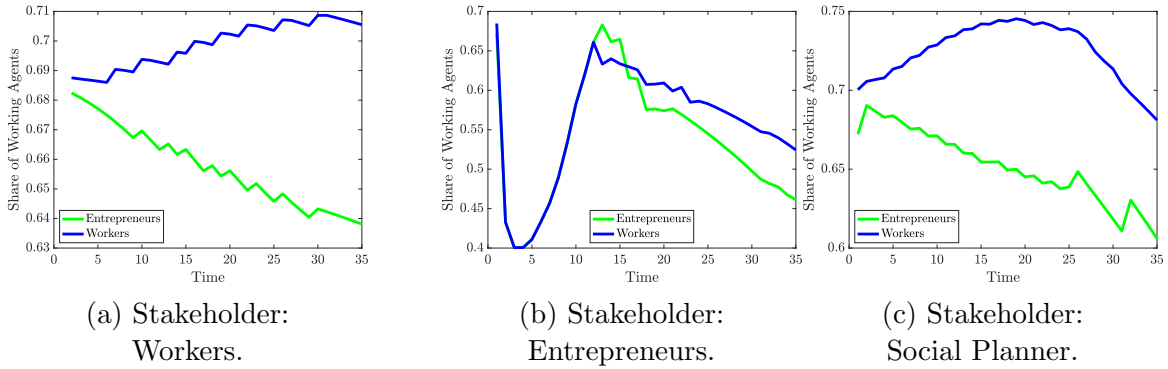 0.71
0.7
0.69
0.68
0.67
0.66
0.65
0.64
0.63
Share of Working Agents
Entrepreneurs
Workers
0 5 10 15 20 25 30 35
Time
(a) Stakeholder:
Workers.
0.7
0.65
0.6
0.55
0.5
0.45
0.4
Share of Working Agents
Entrepreneurs
Workers
0 5 10 15 20 25 30 35
Time
(b) Stakeholder:
Entrepreneurs.
0.75
0.7
0.65
0.6
Share of Working Agents
Entrepreneurs
Workers
0 5 10 15 20 25 30 35
Time
(c) Stakeholder:
Social Planner.